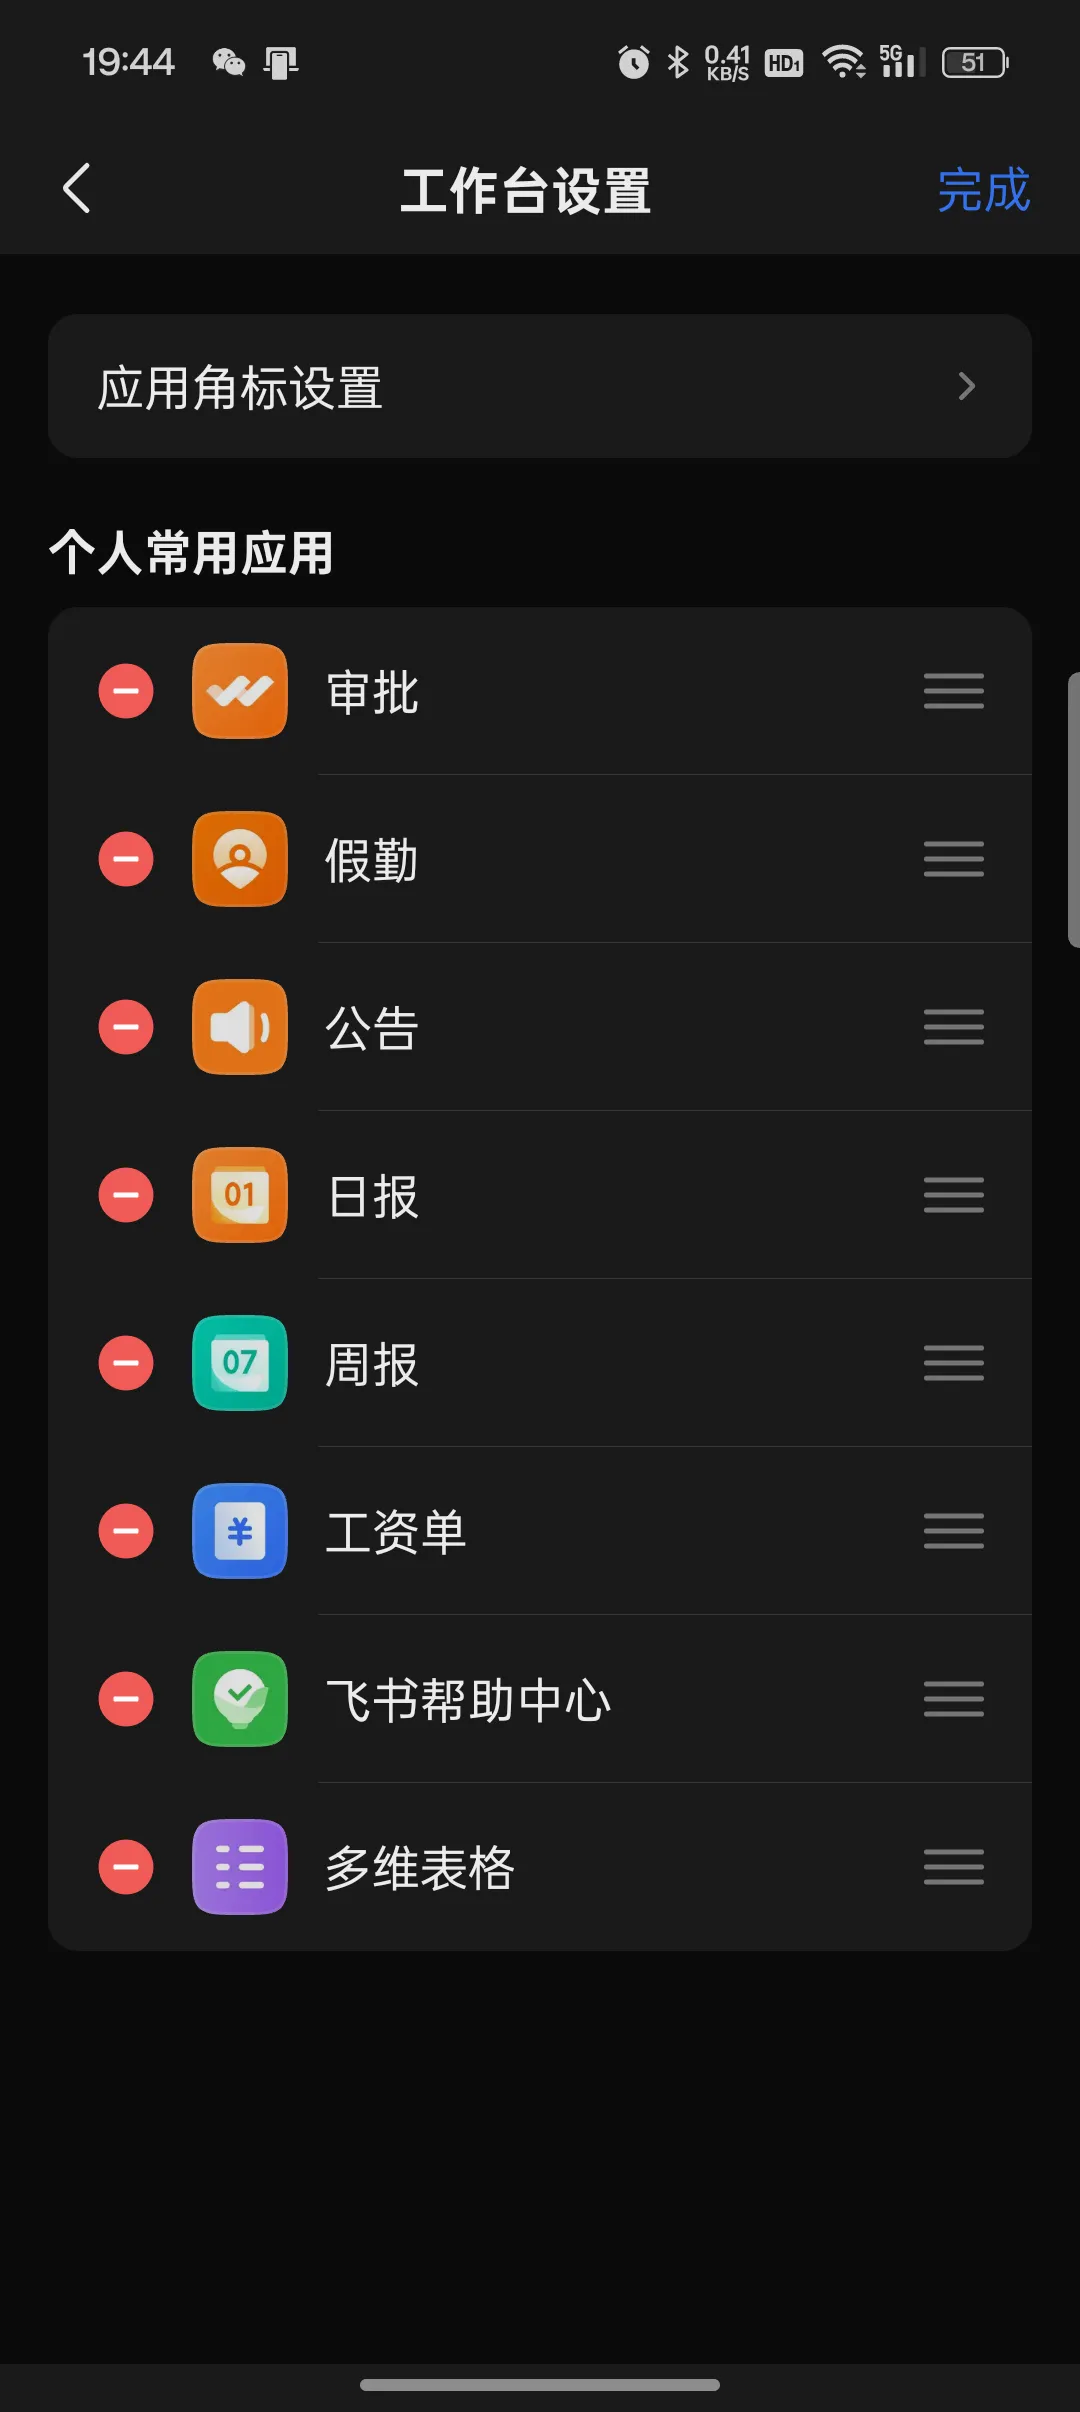 19:44 0.41 KB/S HD1 5G 51
工作台设置 完成
应用角标设置
个人常用应用
审批
假勤
公告
01 日报
07 周报
¥ 工资单
飞书帮助中心
多维表格